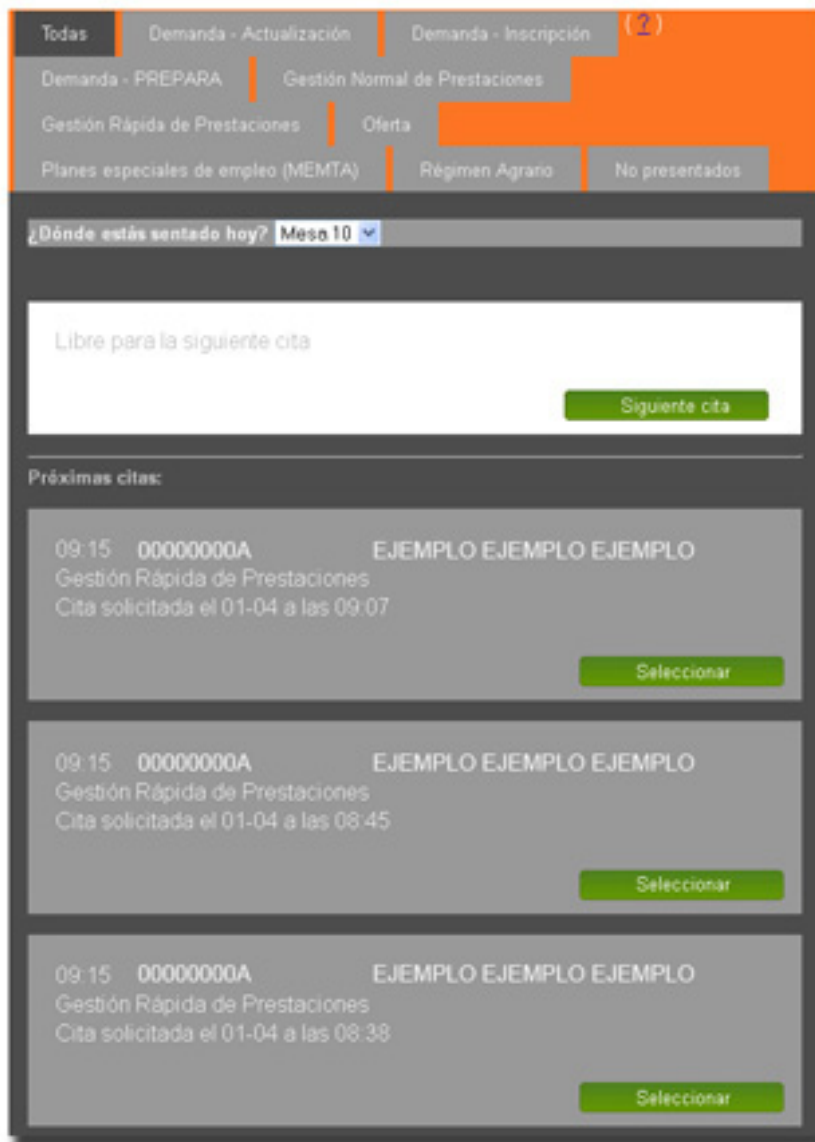 Todas Demanda - Actualización Demanda - Inscripción (?)
Demanda - PREPARA Gestión Normal de Prestaciones
Gestión Rápida de Prestaciones Oferta
Planes especiales de empleo (MEMTA) Régimen Agrario No presentados
¿Dónde estás sentado hoy? Mesa 10
Libre para la siguiente cita
Siguiente cita
Próximas citas:
09:15 00000000A EJEMPLO EJEMPLO EJEMPLO
Gestión Rápida de Prestaciones
Cita solicitada el 01-04 a las 09:07
Seleccionar
09:15 00000000A EJEMPLO EJEMPLO EJEMPLO
Gestión Rápida de Prestaciones
Cita solicitada el 01-04 a las 08:45
Seleccionar
09:15 00000000A EJEMPLO EJEMPLO EJEMPLO
Gestión Rápida de Prestaciones
Cita solicitada el 01-04 a las 08:38
Seleccionar